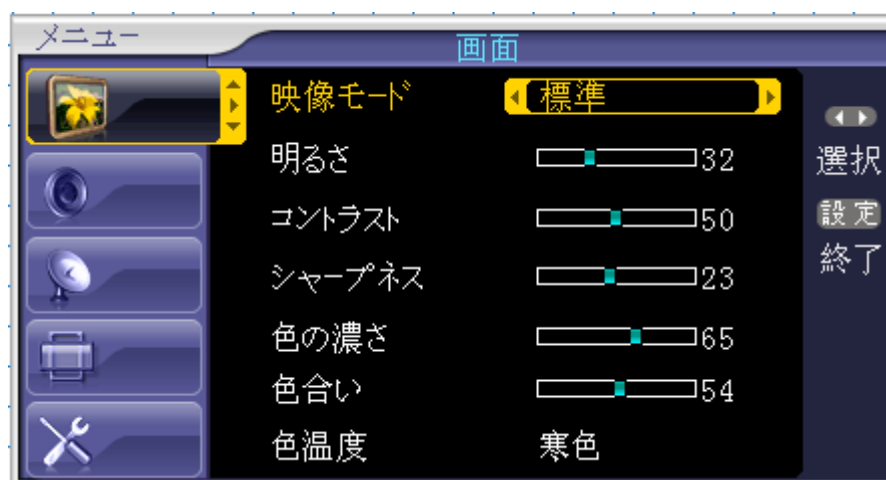 メニュー
画面
映像モード 標準
明るさ 32
コントラスト 50
シャープネス 23
色の濃さ 65
色合い 54
色温度 寒色
選択
設定
終了